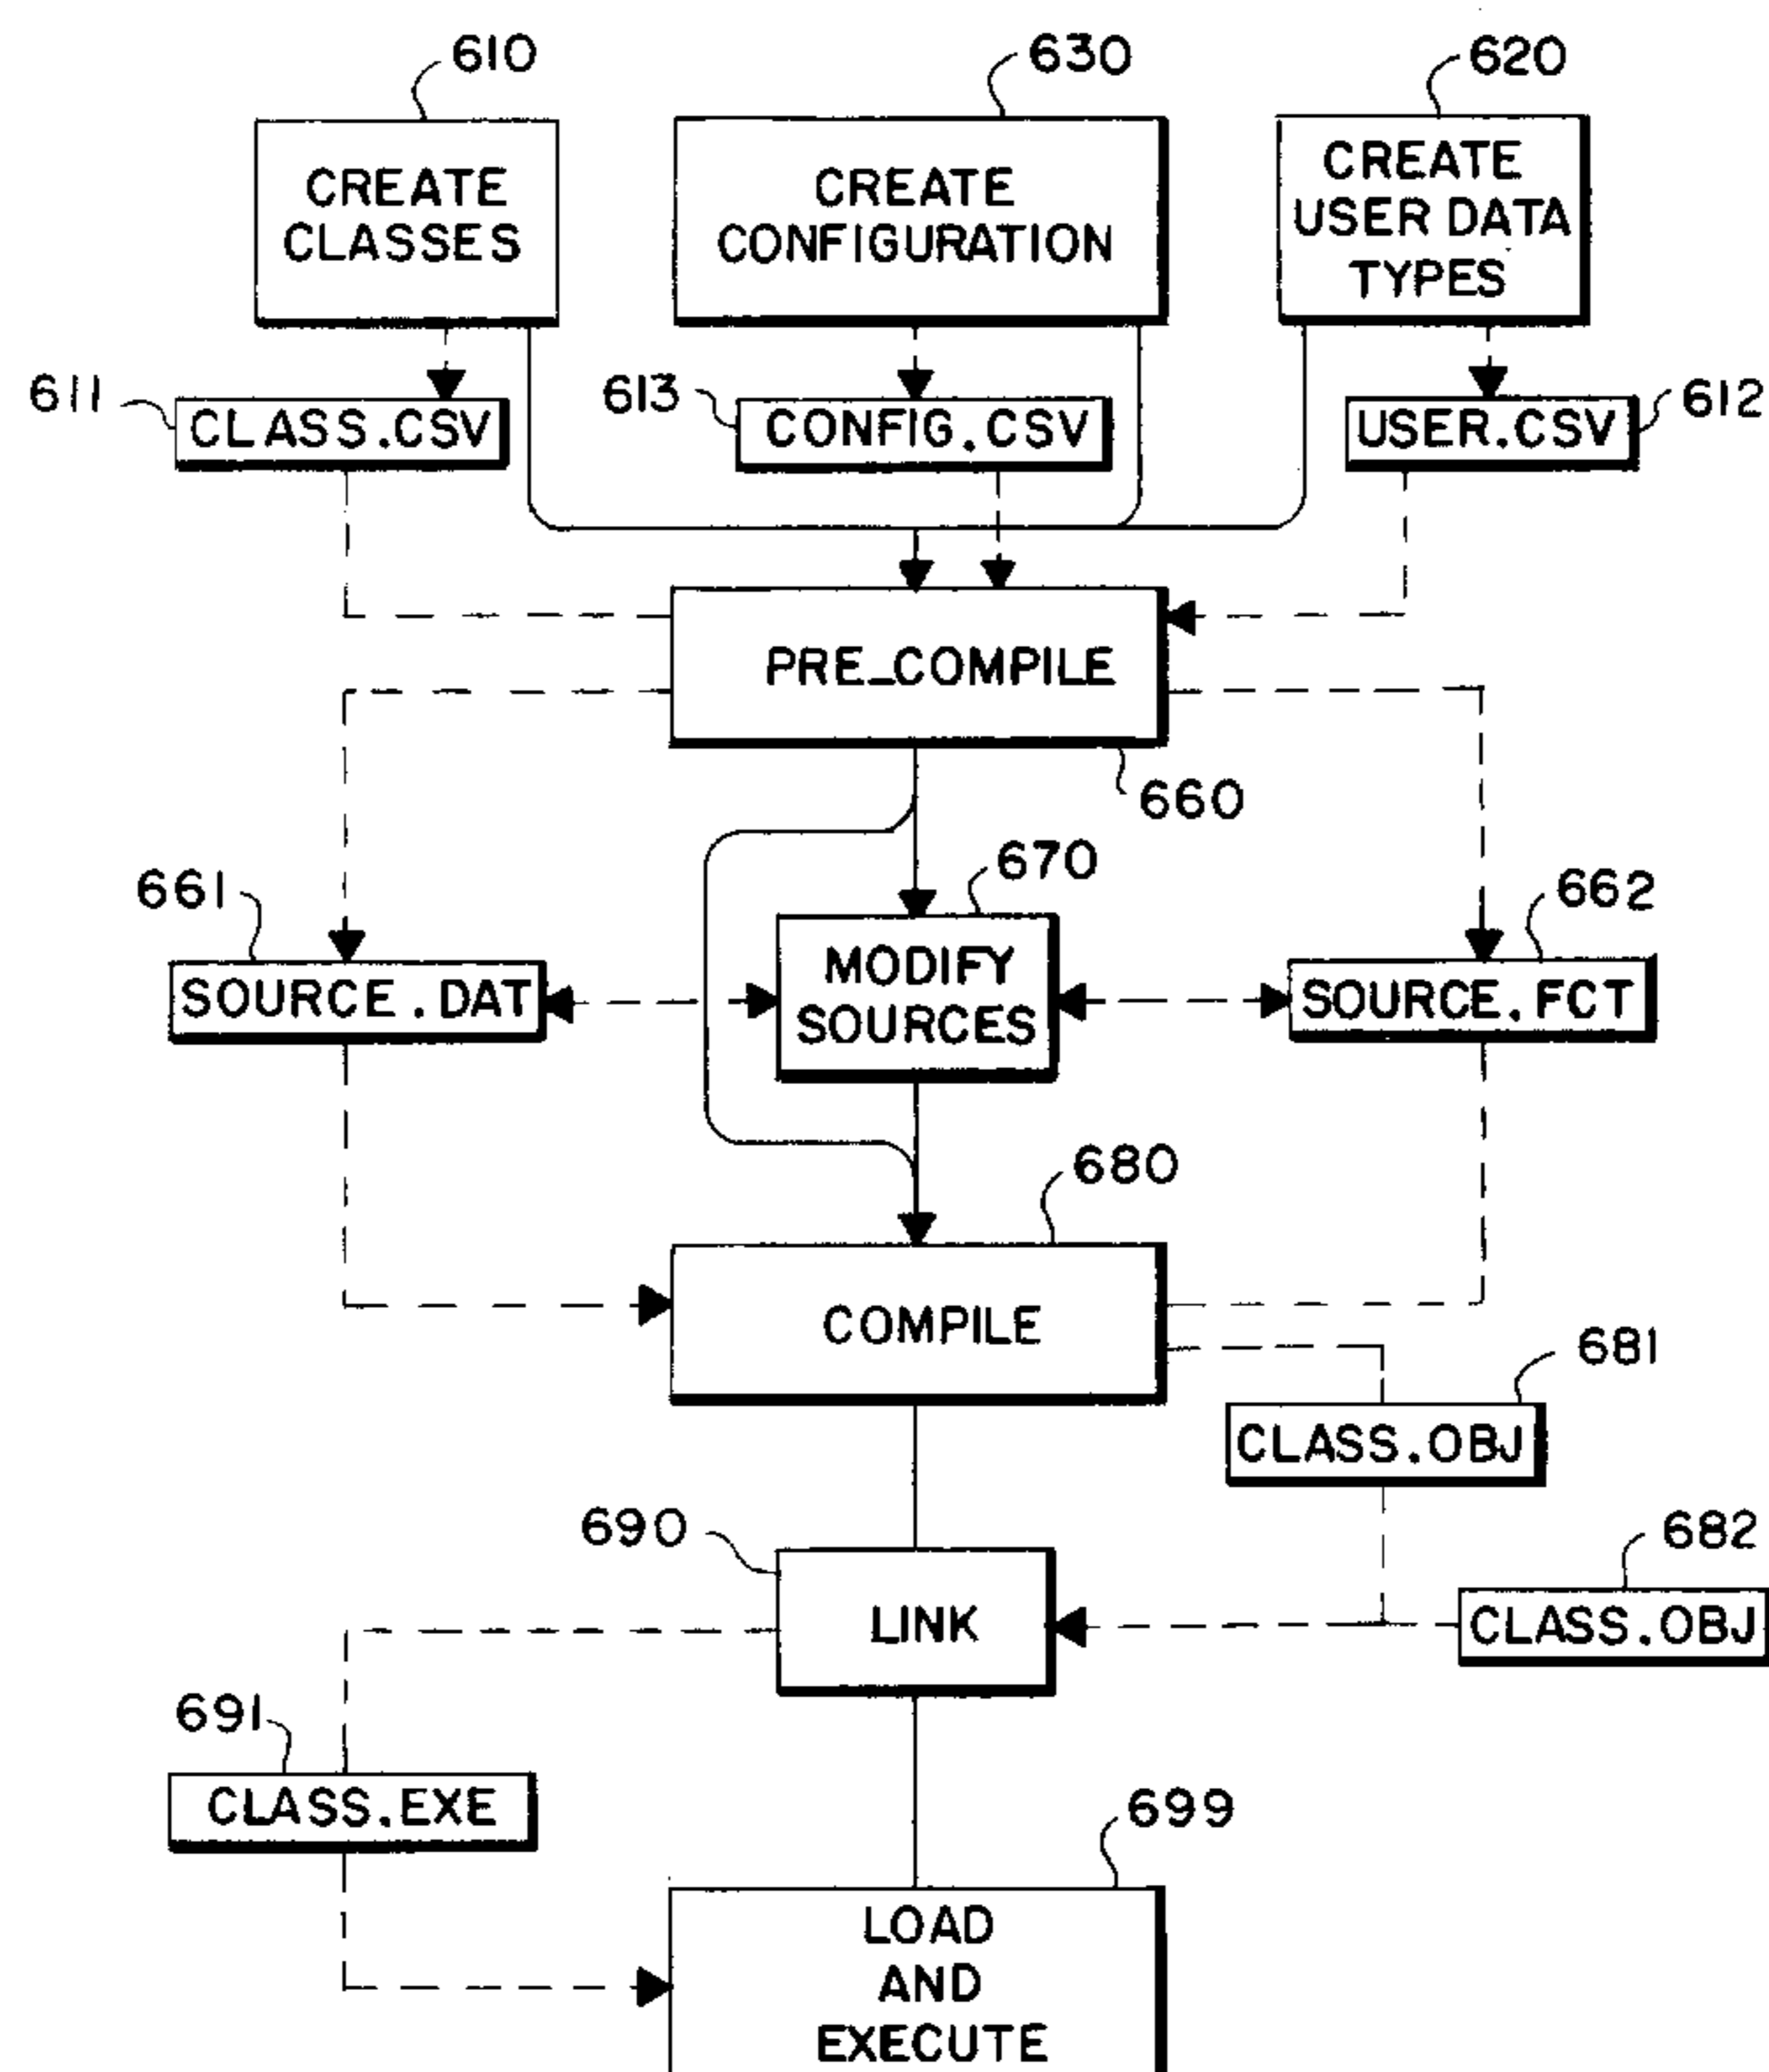 610
630
620
CREATE
CLASSES
CREATE
CONFIGURATION
CREATE
USER DATA
TYPES
611
CLASS.CSV
613
CONFIG.CSV
USER.CSV
612
PRE_COMPILE
660
670
661
662
SOURCE.DAT
MODIFY
SOURCES
SOURCE.FCT
680
COMPILE
681
CLASS.OBJ
690
682
LINK
CLASS.OBJ
691
CLASS.EXE
699
LOAD
AND
EXECUTE